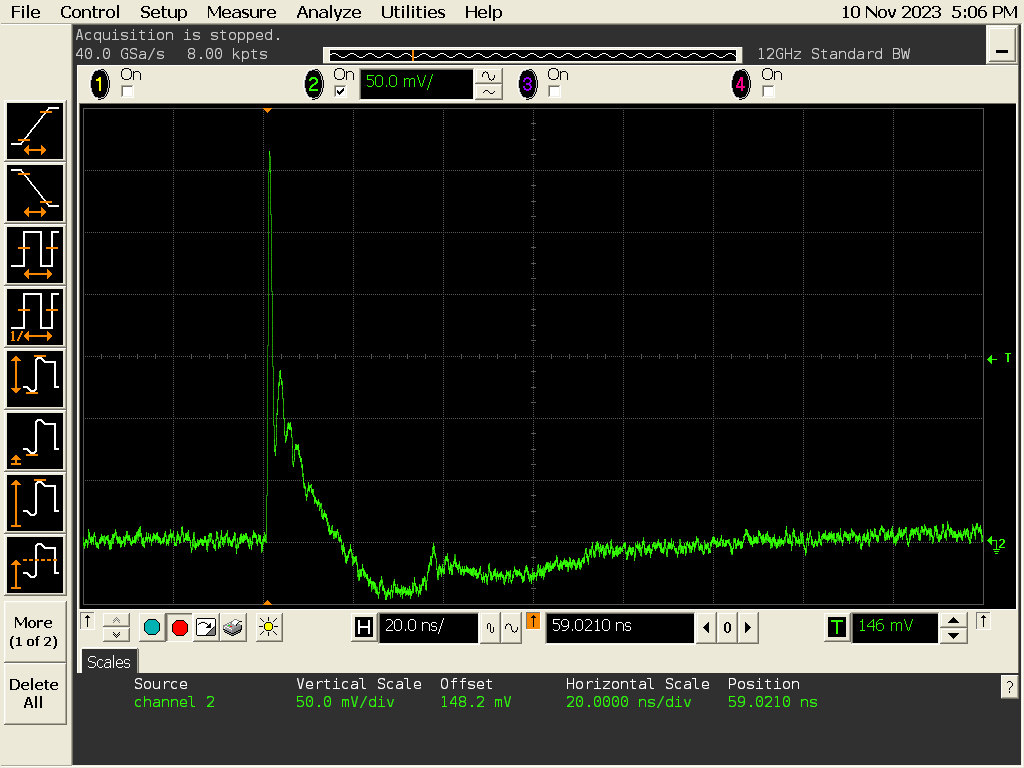 File Control Setup Measure Analyze Utilities Help 10 Nov 2023 5:06 PM
Acquisition is stopped.
40.0 GSa/s 8.00 kpts 12GHz Standard BW
1 On 2 On 50.0 mV/ 3 On 4 On
T
2
1/
More
(1 of 2)
Delete
All
H 20.0 ns/ 59.0210 ns 0 T 146 mV
Scales
Source Vertical Scale Offset Horizontal Scale Position ?
channel 2 50.0 mV/div 148.2 mV 20.0000 ns/div 59.0210 ns